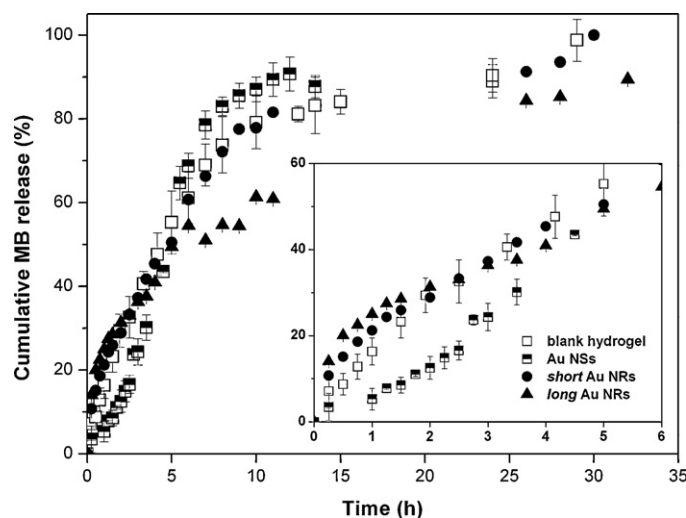 100
80
60
40
20
0
Cumulative MB release (%)
0 5 10 15 20 25 30 35
Time (h)
60
40
20
0
0 1 2 3 4 5 6
blank hydrogel
Au NSs
short Au NRs
long Au NRs